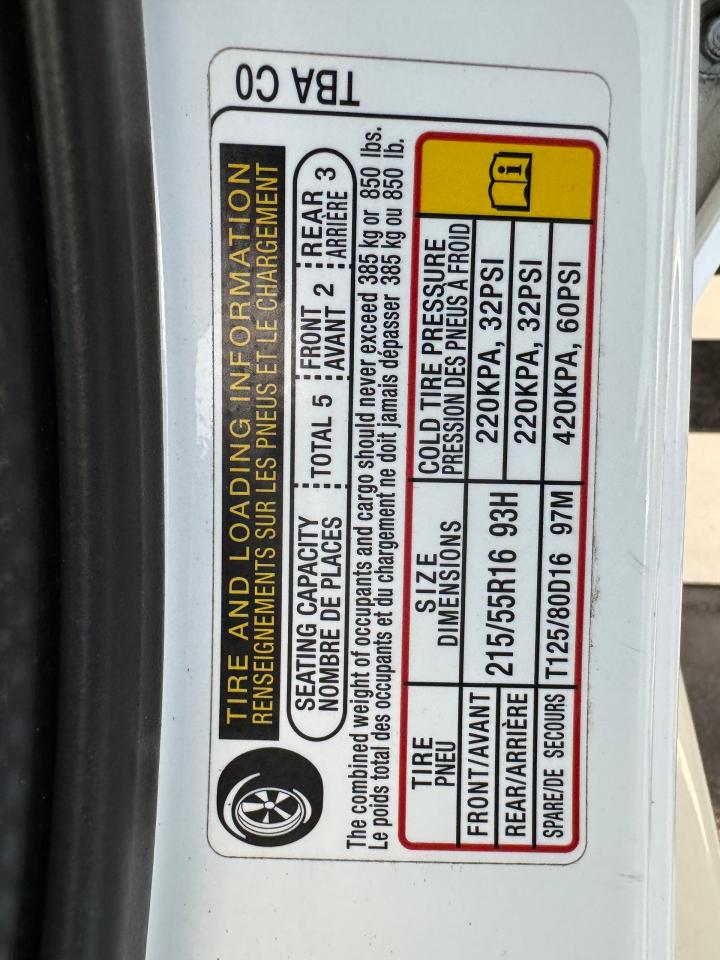 TBA C0
TIRE AND LOADING INFORMATION
RENSEIGNEMENTS SUR LES PNEUS ET LE CHARGEMENT
SEATING CAPACITY
NOMBRE DE PLACES
TOTAL 5
FRONT
AVANT 2
REAR
ARRIÈRE 3
The combined weight of occupants and cargo should never exceed 385 kg or 850 lbs.
Le poids total des occupants et du chargement ne doit jamais dépasser 385 kg ou 850 lb.
TIRE
PNEU
SIZE
DIMENSIONS
COLD TIRE PRESSURE
PRESSION DES PNEUS À FROID
FRONT/AVANT
215/55R16 93H
220KPA, 32PSI
REAR/ARRIÈRE
220KPA, 32PSI
SPARE/DE SECOURS
T125/80D16 97M
420KPA, 60PSI
i